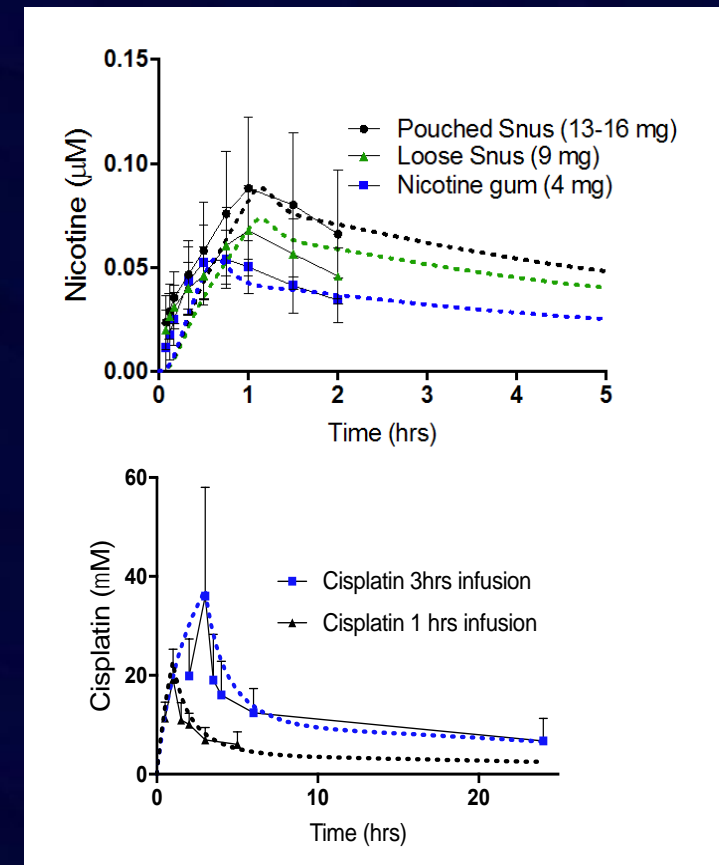 0.15
0.10
0.05
0.00
Nicotine (μM)
Pouched Snus (13-16 mg)
Loose Snus (9 mg)
Nicotine gum (4 mg)
0 1 2 3 4 5
Time (hrs)
60
40
20
0
Cisplatin (mM)
Cisplatin 3hrs infusion
Cisplatin 1 hrs infusion
0 10 20
Time (hrs)